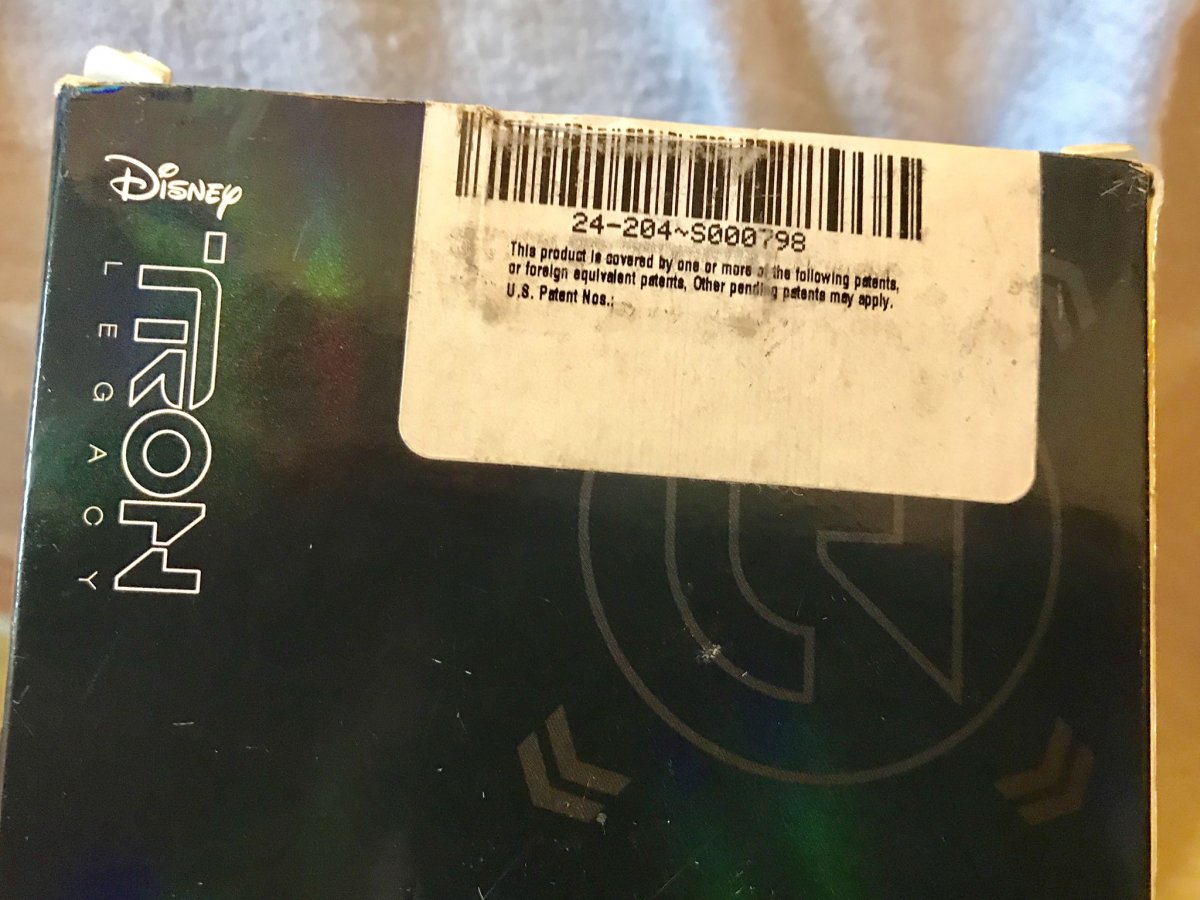 Disney
TRON
LEGACY
24-204~S000798
This product is covered by one or more of the following patents,
or foreign equivalent patents, Other pending patents may apply.
U.S. Patent Nos.: